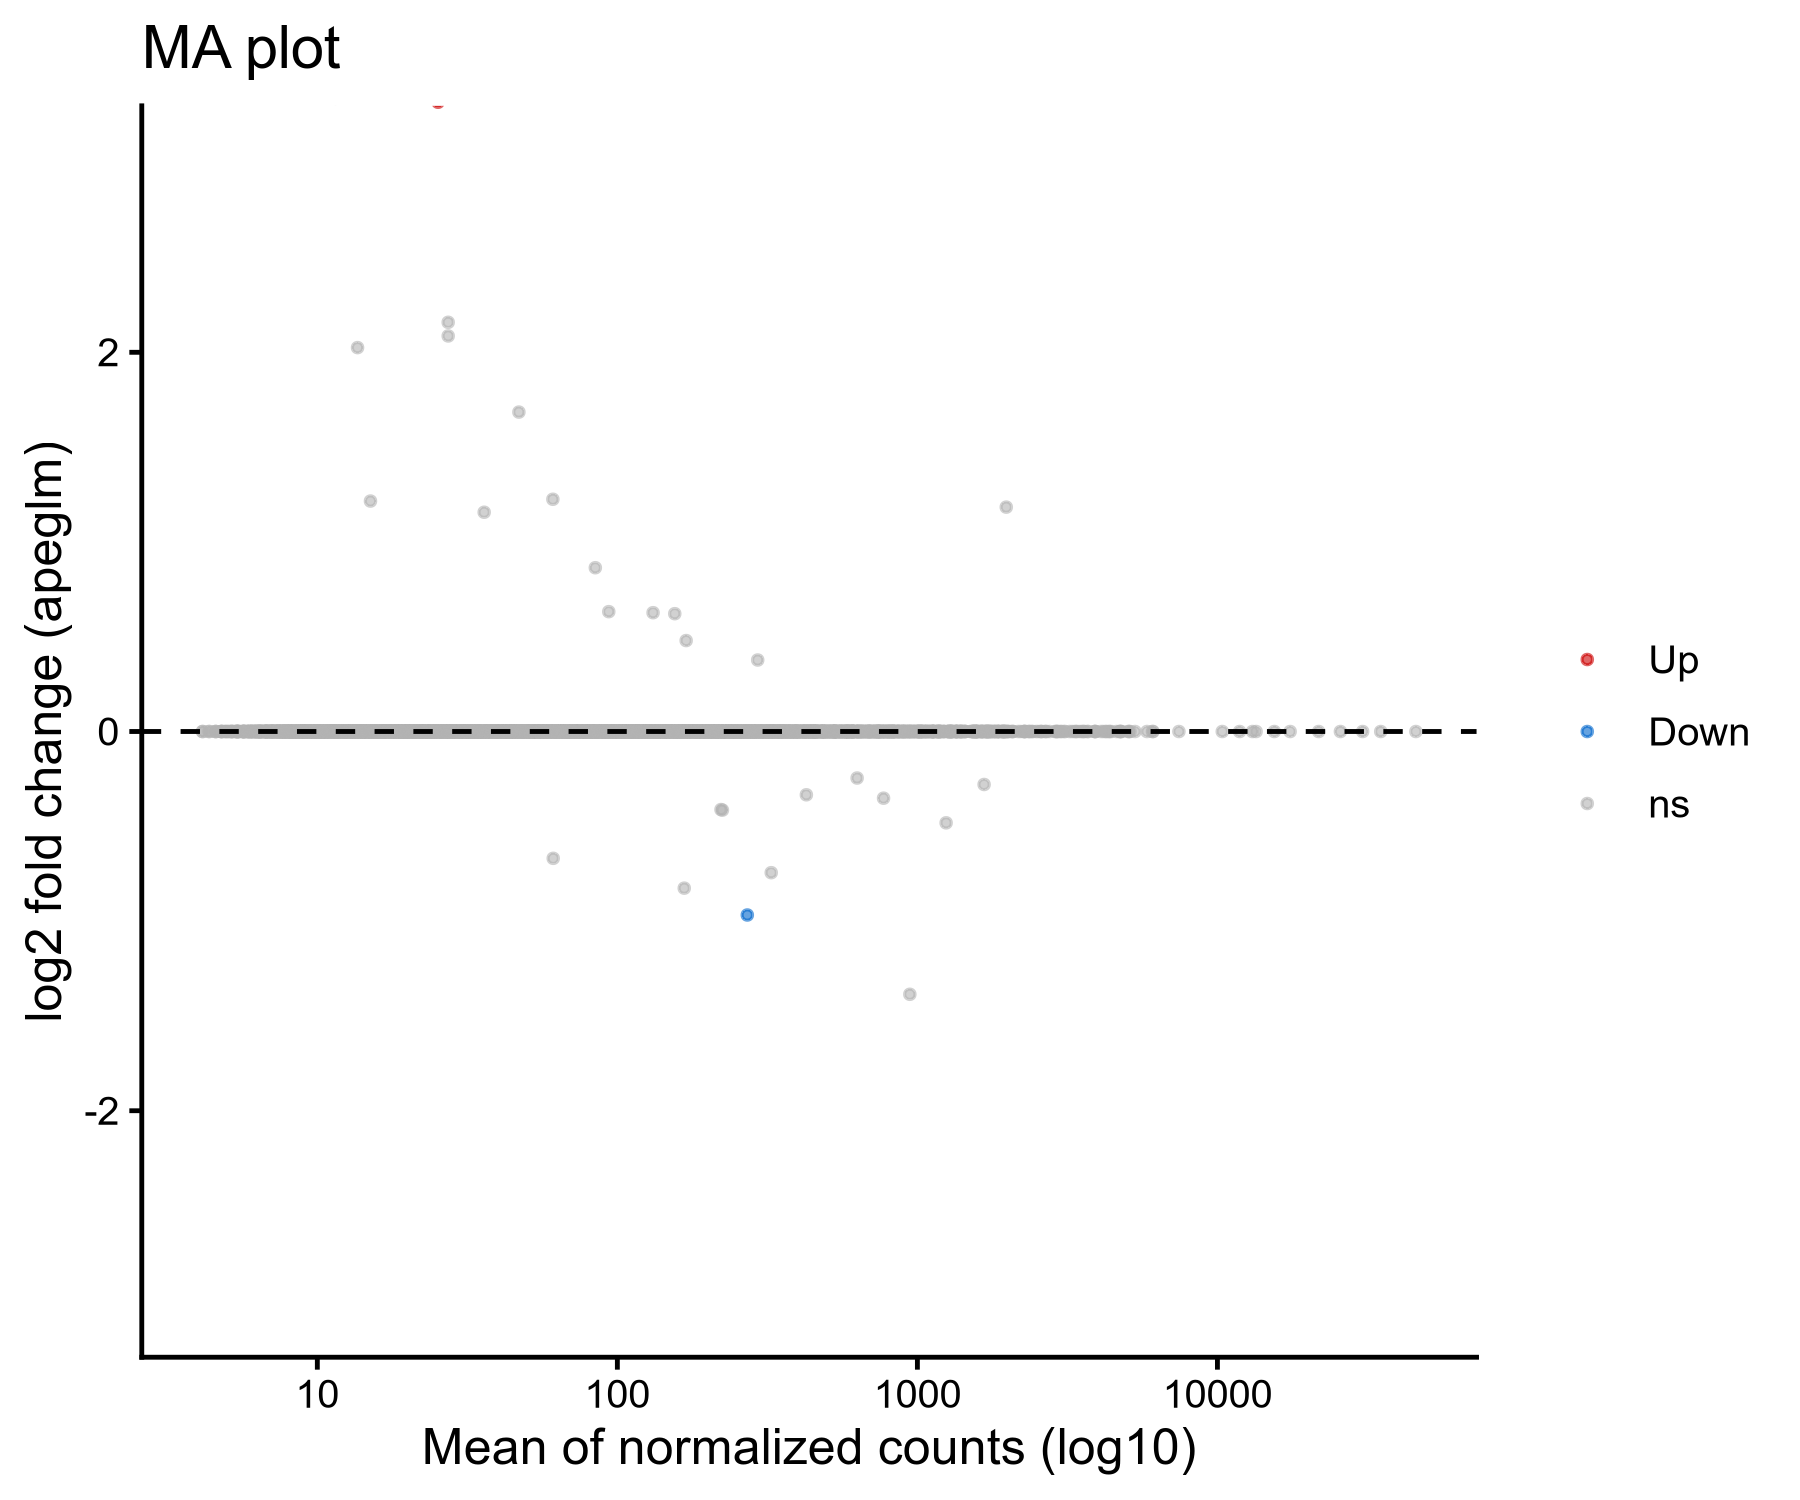 MA plot
log2 fold change (apeglm)
2
0
-2
10 100 1000 10000
Mean of normalized counts (log10)
Up
Down
ns